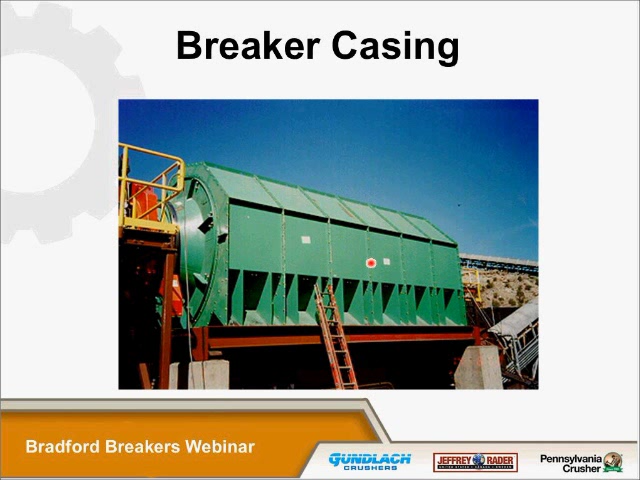 Breaker Casing
Bradford Breakers Webinar
GUNDLACH
CRUSHERS
JEFFREY RADER
Pennsylvania
Crusher